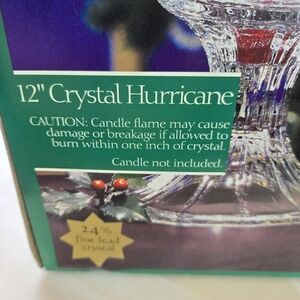 12" Crystal Hurricane
CAUTION: Candle flame may cause
damage or breakage if allowed to
burn within one inch of crystal.
Candle not included.
24%
fine lead
crystal